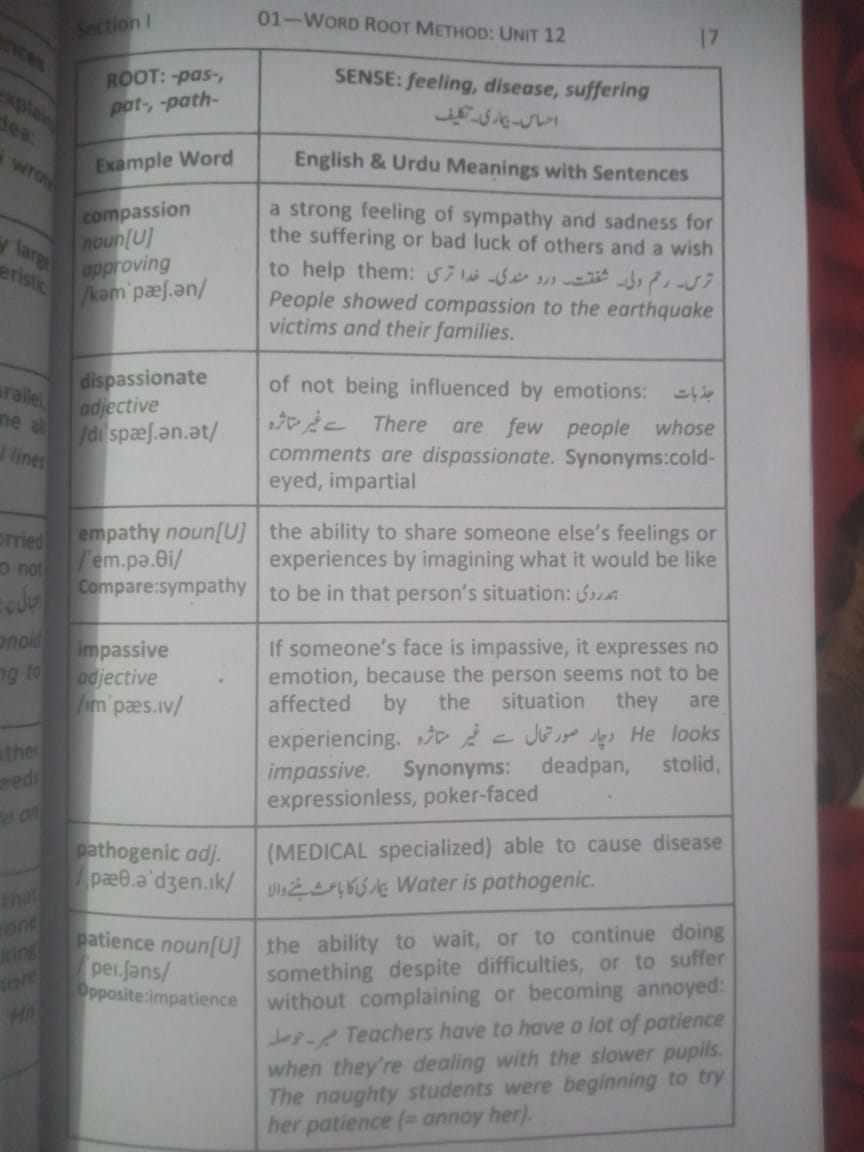 Section I 01—WORD ROOT METHOD: UNIT 12 |7
ROOT: -pas-,
pat-, -path-
SENSE: feeling, disease, suffering
احساس۔ بیماری۔ تکلیف
Example Word
English & Urdu Meanings with Sentences
compassion
noun[U]
approving
/kəmˈpæʃ.ən/
a strong feeling of sympathy and sadness for
the suffering or bad luck of others and a wish
to help them: ترس۔ رحم دلی۔ شفقت۔ درد مندی۔ خدا ترسی
People showed compassion to the earthquake
victims and their families.
dispassionate
adjective
/dɪˈspæʃ.ən.ət/
of not being influenced by emotions: جذبات
سے غیر متاثرہ There are few people whose
comments are dispassionate. Synonyms:cold-
eyed, impartial
empathy noun[U]
/ˈem.pə.θi/
Compare:sympathy
the ability to share someone else's feelings or
experiences by imagining what it would be like
to be in that person's situation: ہمدردی
impassive
adjective
/ɪmˈpæs.ɪv/
If someone's face is impassive, it expresses no
emotion, because the person seems not to be
affected by the situation they are
experiencing. دوچار صورتحال سے غیر متاثرہ He looks
impassive. Synonyms: deadpan, stolid,
expressionless, poker-faced
pathogenic adj.
/ˌpæθ.əˈdʒen.ɪk/
(MEDICAL specialized) able to cause disease
بیماری کا باعث بننے والا Water is pathogenic.
patience noun[U]
/ˈpeɪ.ʃəns/
Opposite:impatience
the ability to wait, or to continue doing
something despite difficulties, or to suffer
without complaining or becoming annoyed:
صبر۔ حوصلہ Teachers have to have a lot of patience
when they're dealing with the slower pupils.
The naughty students were beginning to try
her patience (= annoy her).